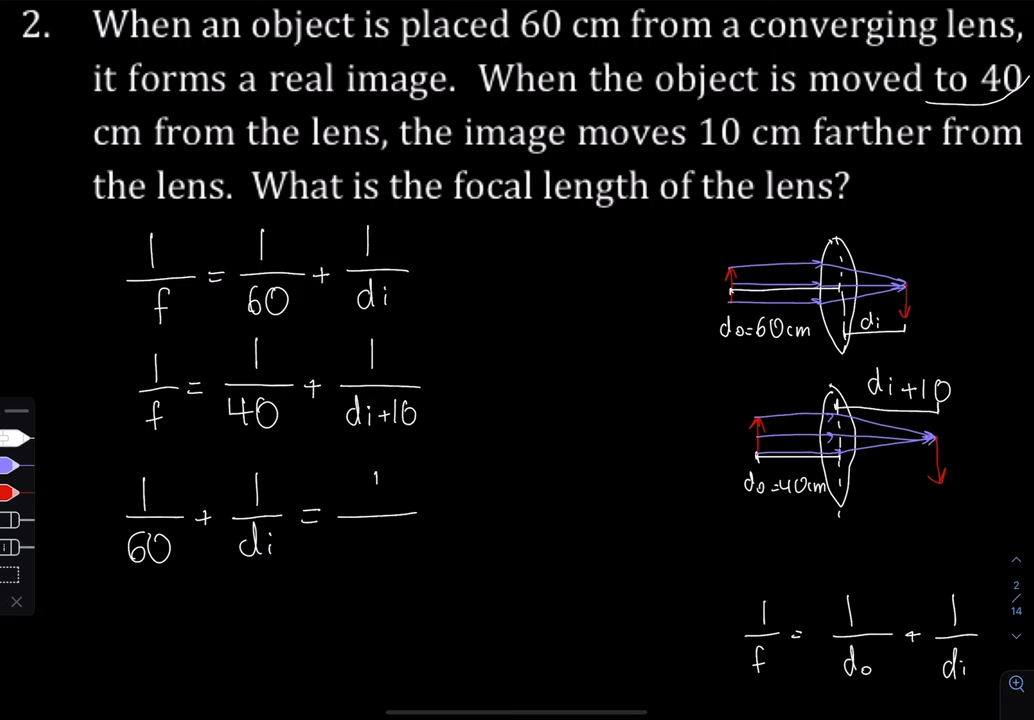 2. When an object is placed 60 cm from a converging lens,
it forms a real image. When the object is moved to 40
cm from the lens, the image moves 10 cm farther from
the lens. What is the focal length of the lens?
1/f = 1/60 + 1/di
1/f = 1/40 + 1/di+10
1/60 + 1/di = 1/
do=60cm
di
di+10
do=40cm
1/f = 1/do + 1/di
2
/
14